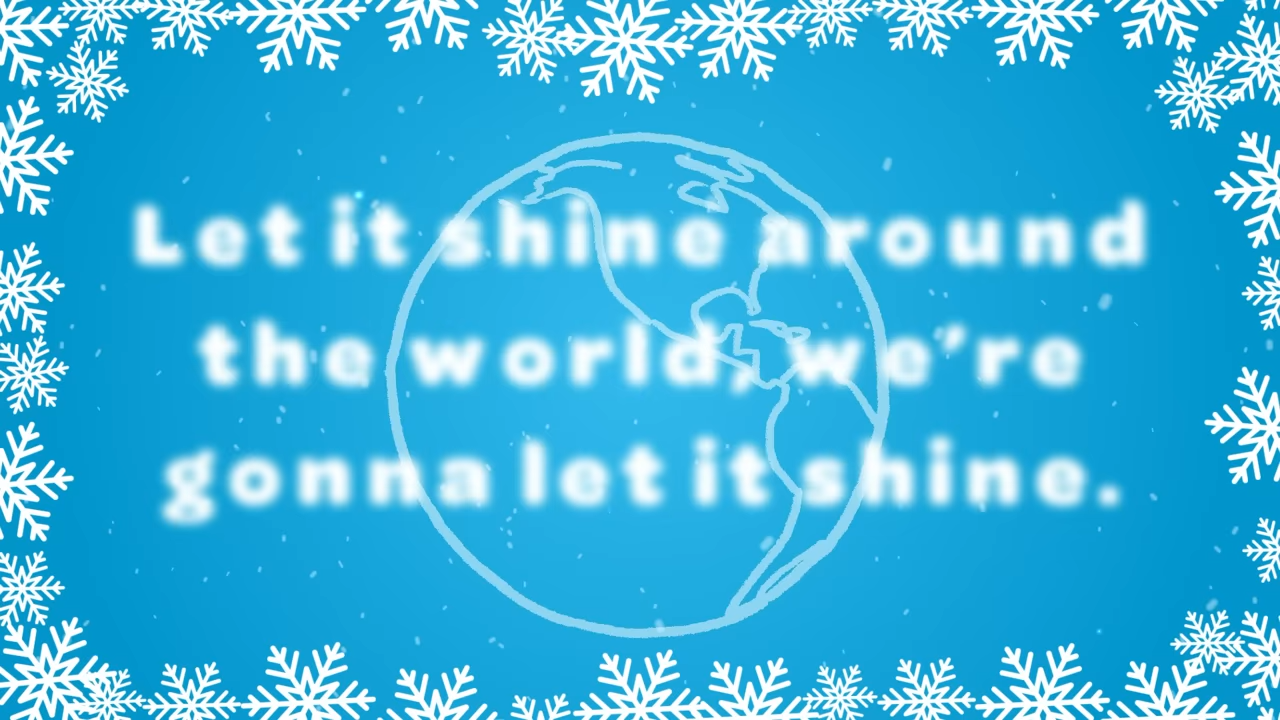 Let it shine around
the world, we’re
gonna let it shine.